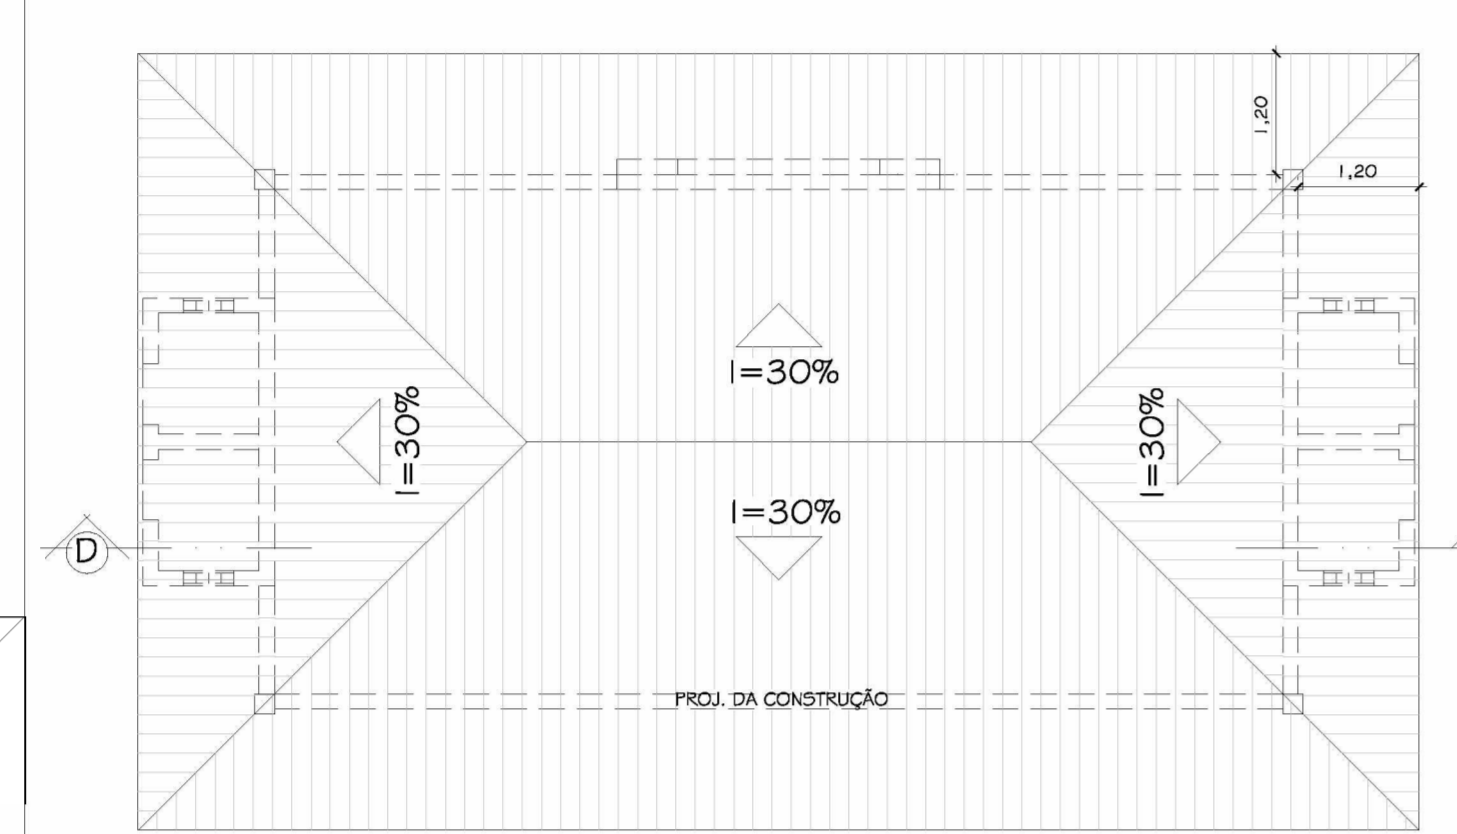 1,20
1,20
I=30%
I=30%
I=30%
I=30%
D
PROJ. DA CONSTRUÇÃO